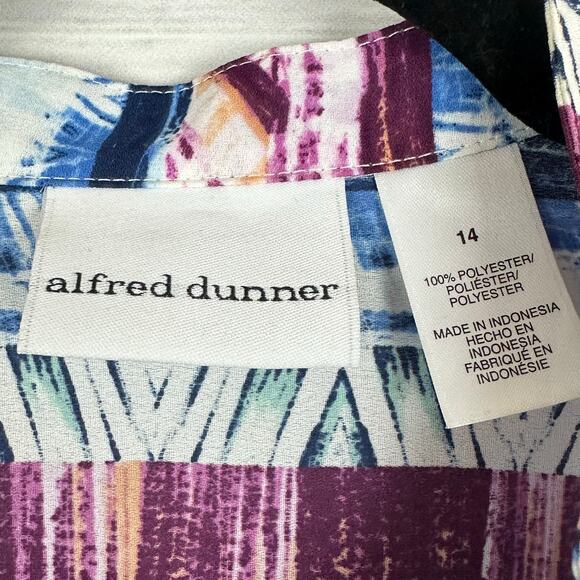 alfred dunner
14
100% POLYESTER/
POLIÉSTER/
POLYESTER
MADE IN INDONESIA
HECHO EN
INDONESIA
FABRIQUÉ EN
INDONÉSIE